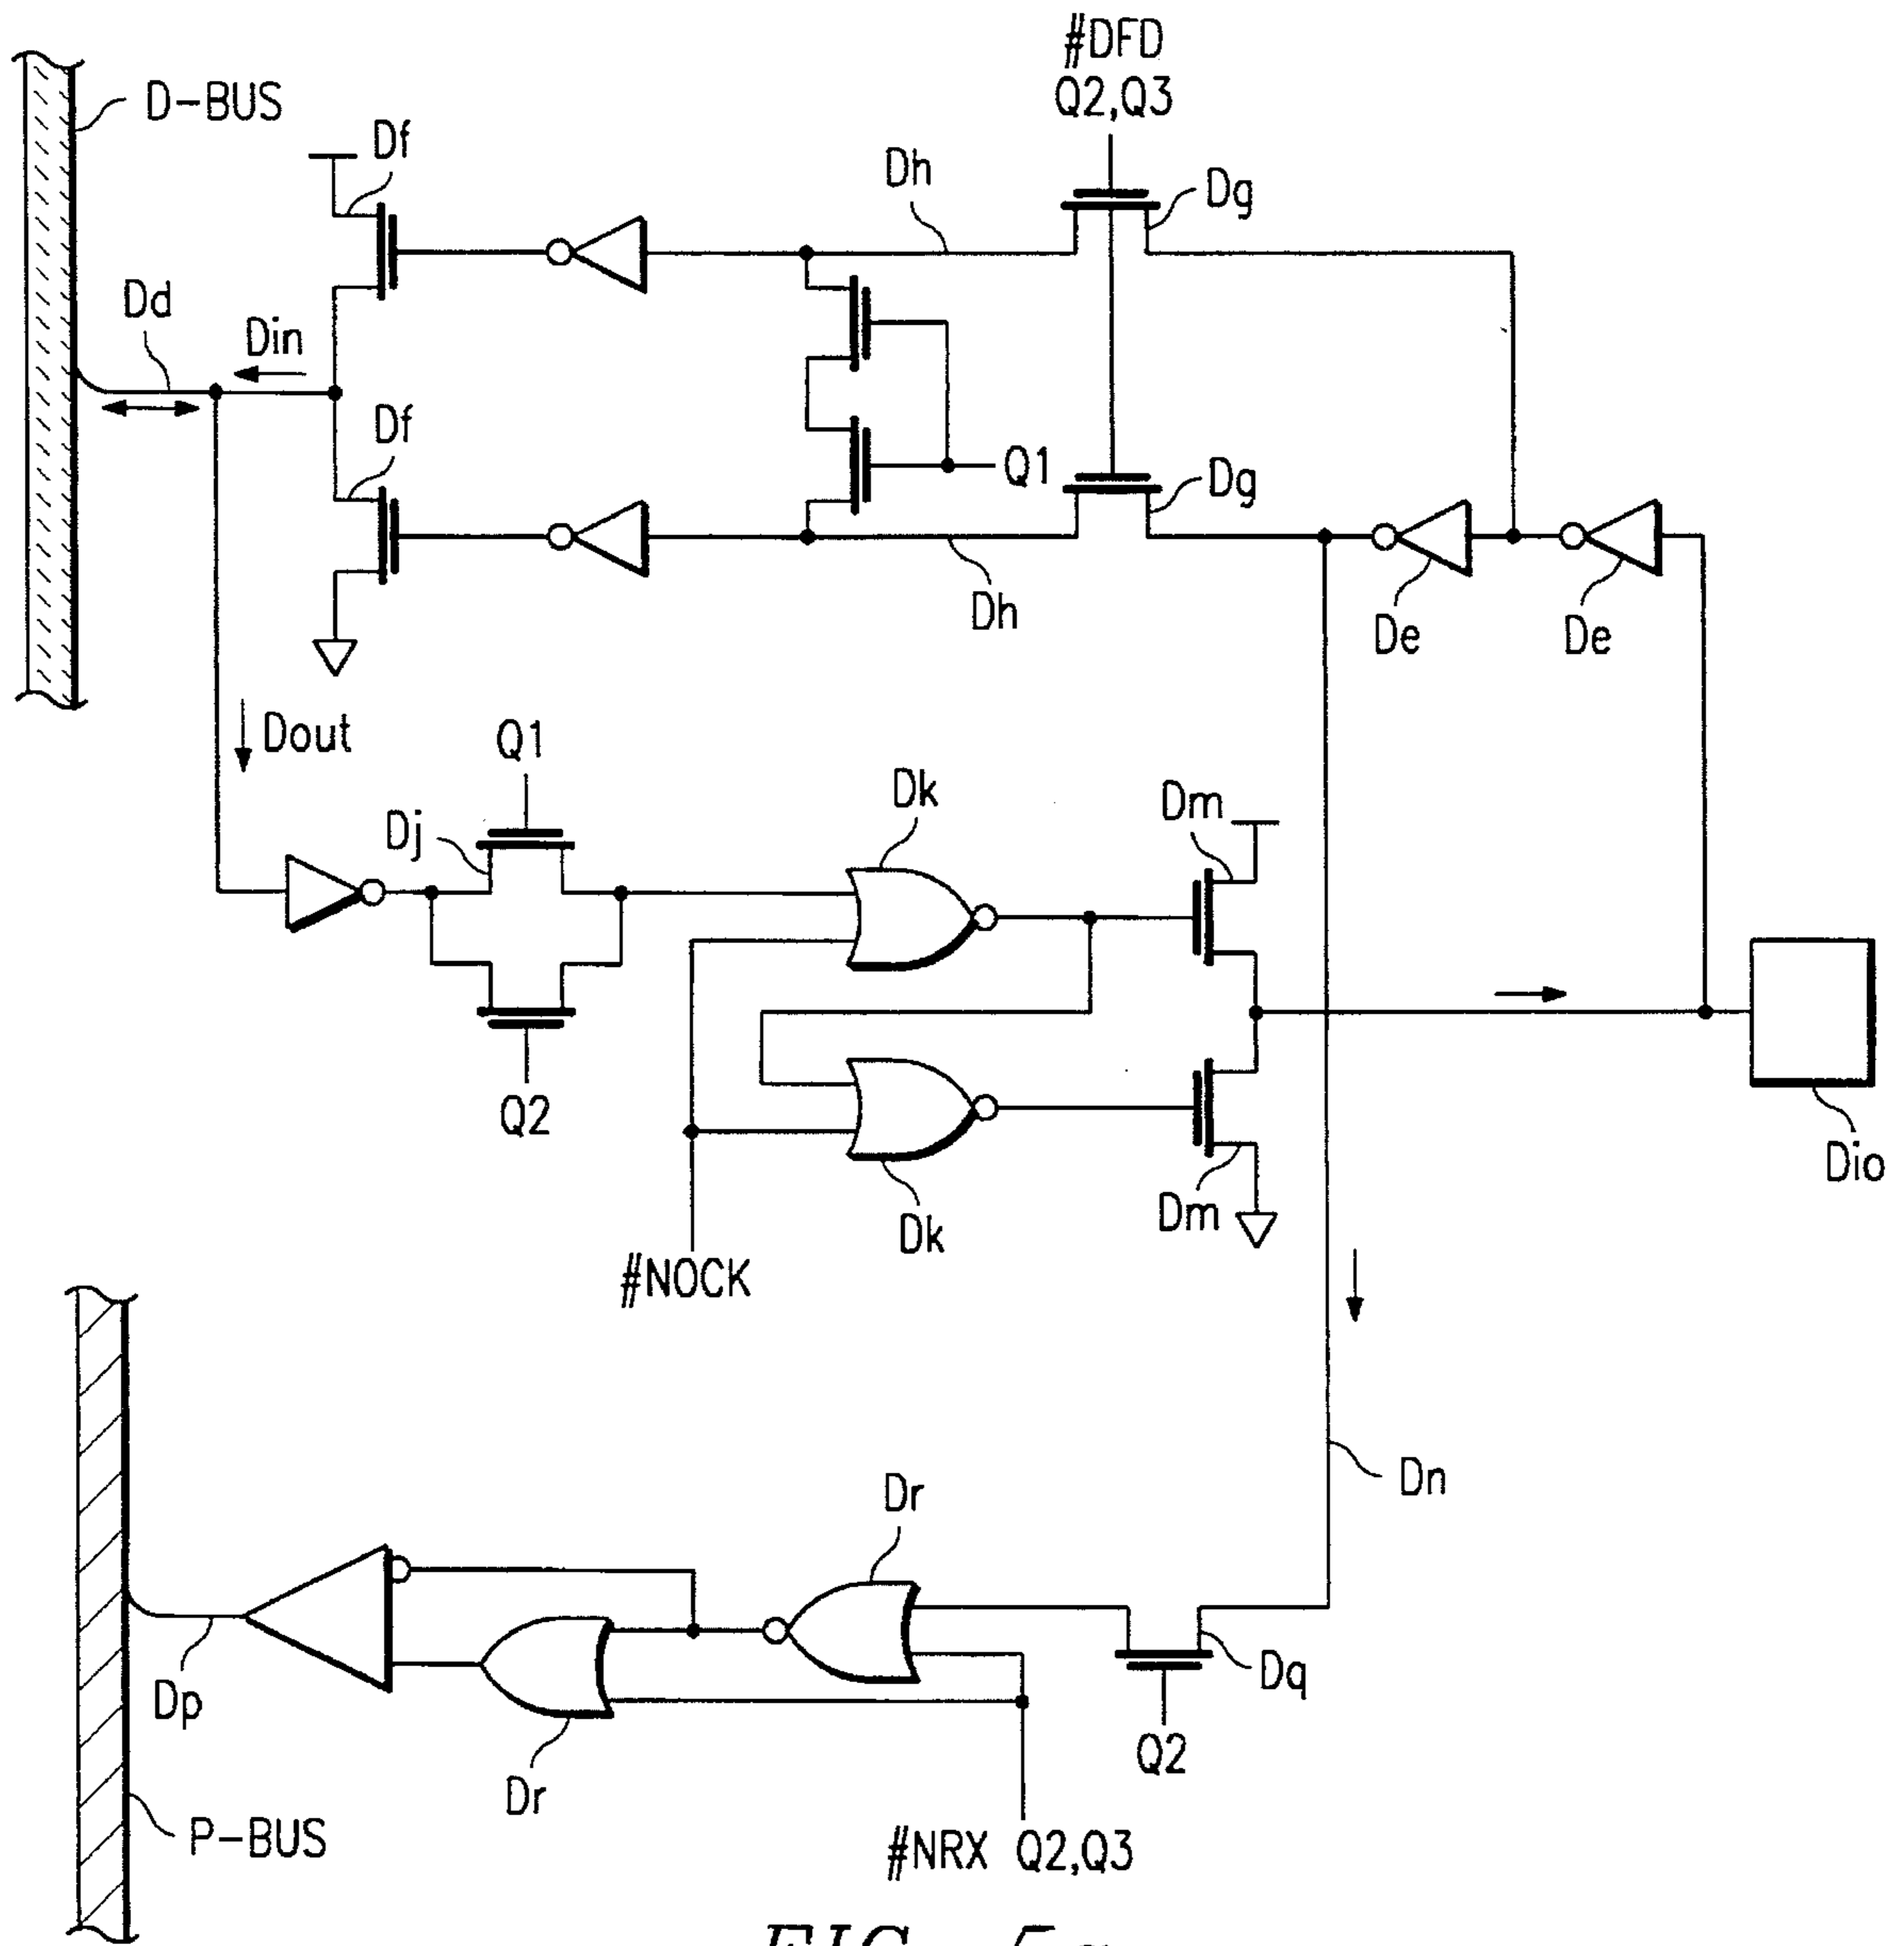 #DFD
Q2,Q3
D-BUS
Df
Dh
Dg
Dd
Din
Df
Q1
Dg
Dh
De
De
Dout
Q1
Dj
Dk
Dm
Q2
Dk
Dm
Dio
#NOCK
Dn
Dr
Dp
Dq
Dr
Q2
P-BUS
#NRX Q2,Q3